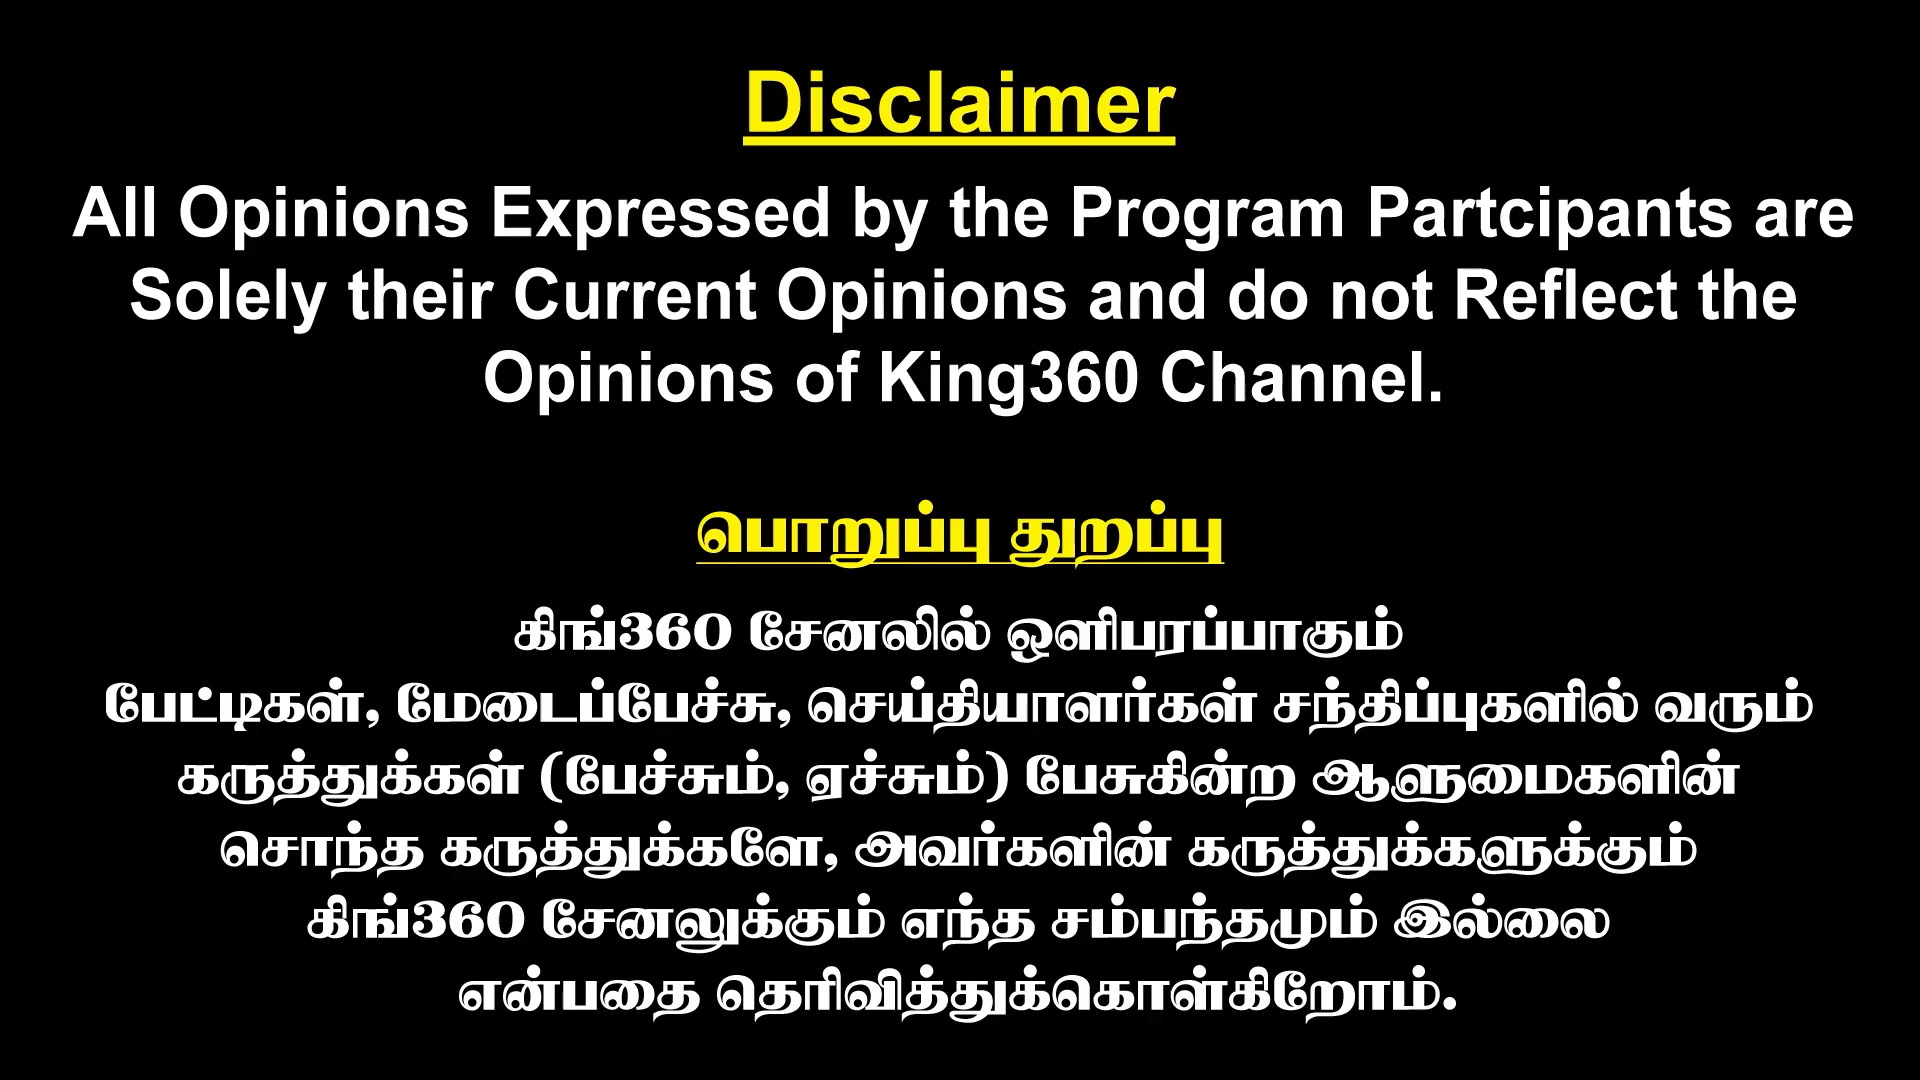 Disclaimer
All Opinions Expressed by the Program Partcipants are
Solely their Current Opinions and do not Reflect the
Opinions of King360 Channel.
பொறுப்பு துறப்பு
கிங்360 சேனலில் ஒளிபரப்பாகும்
பேட்டிகள், மேடைப்பேச்சு, செய்தியாளர்கள் சந்திப்புகளில் வரும்
கருத்துக்கள் (பேச்சும், ஏச்சும்) பேசுகின்ற ஆளுமைகளின்
சொந்த கருத்துக்களே, அவர்களின் கருத்துக்களுக்கும்
கிங்360 சேனலுக்கும் எந்த சம்பந்தமும் இல்லை
என்பதை தெரிவித்துக்கொள்கிறோம்.